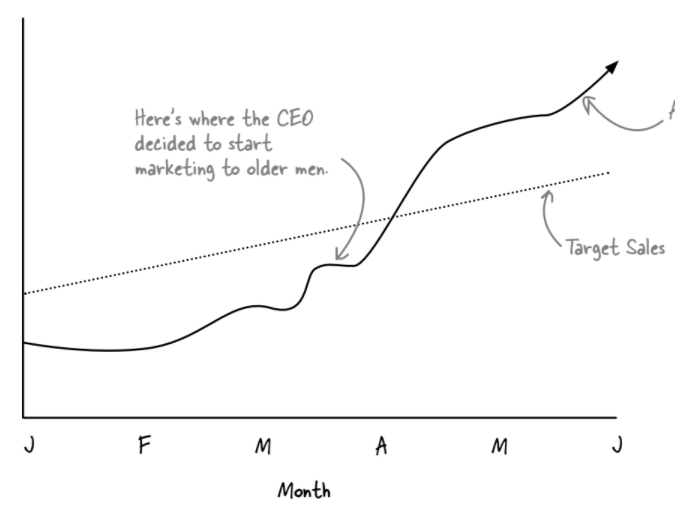 Here's where the CEO
decided to start
marketing to older men.
Target Sales
J F M A M J
Month